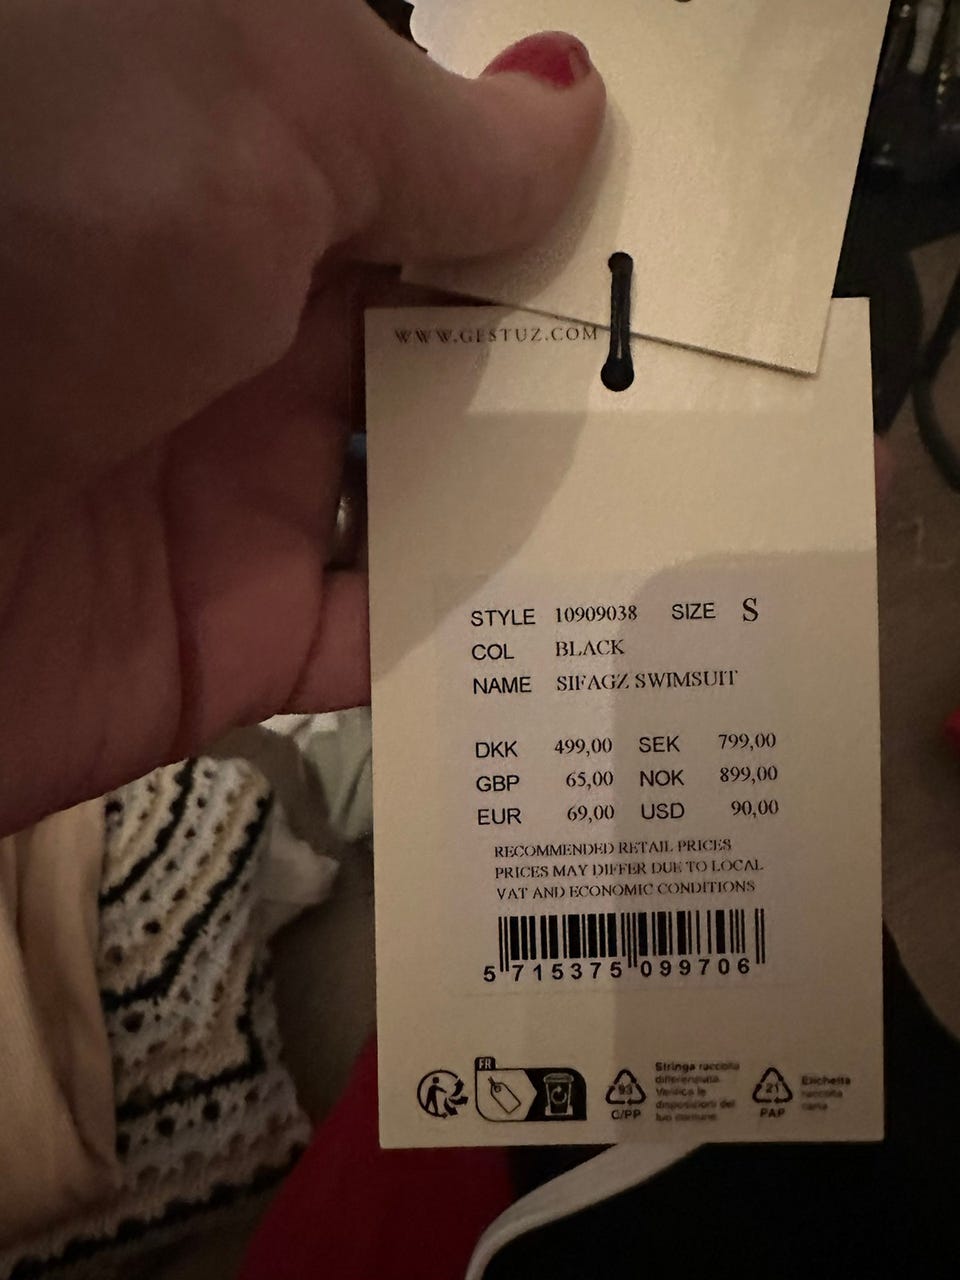 WWW.GESTUZ.COM
STYLE 10909038 SIZE S
COL BLACK
NAME SIFAGZ SWIMSUIT
DKK 499,00 SEK 799,00
GBP 65,00 NOK 899,00
EUR 69,00 USD 90,00
RECOMMENDED RETAIL PRICES
PRICES MAY DIFFER DUE TO LOCAL
VAT AND ECONOMIC CONDITIONS
5 715375 099706
FR
93
C/PP
Stringa raccolta
differenziata.
Verifica le
disposizioni del
tuo comune.
21
PAP
Etichetta
raccolta
carta